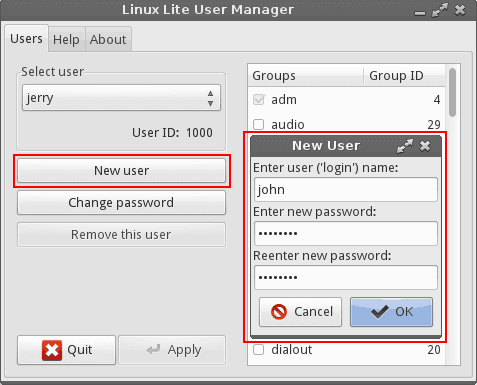 Linux Lite User Manager
Users Help About
Select user
jerry
User ID: 1000
New user
Change password
Remove this user
Quit Apply
Groups Group ID
adm 4
audio 29
New User
Enter user ('login') name:
john
Enter new password:
••••••••
Reenter new password:
••••••••
Cancel OK
dialout 20